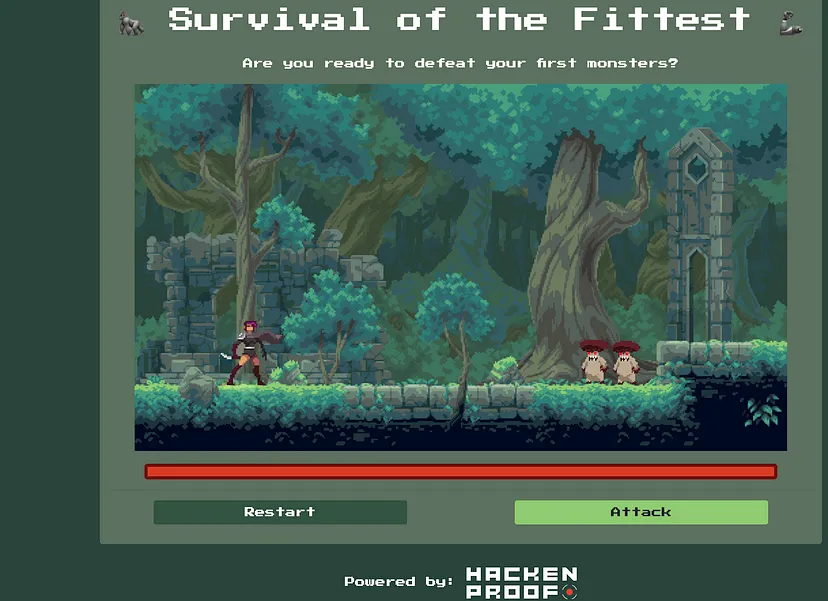 Survival of the Fittest
Are you ready to defeat your first monsters?
Restart
Attack
Powered by: HACKEN
PROOF